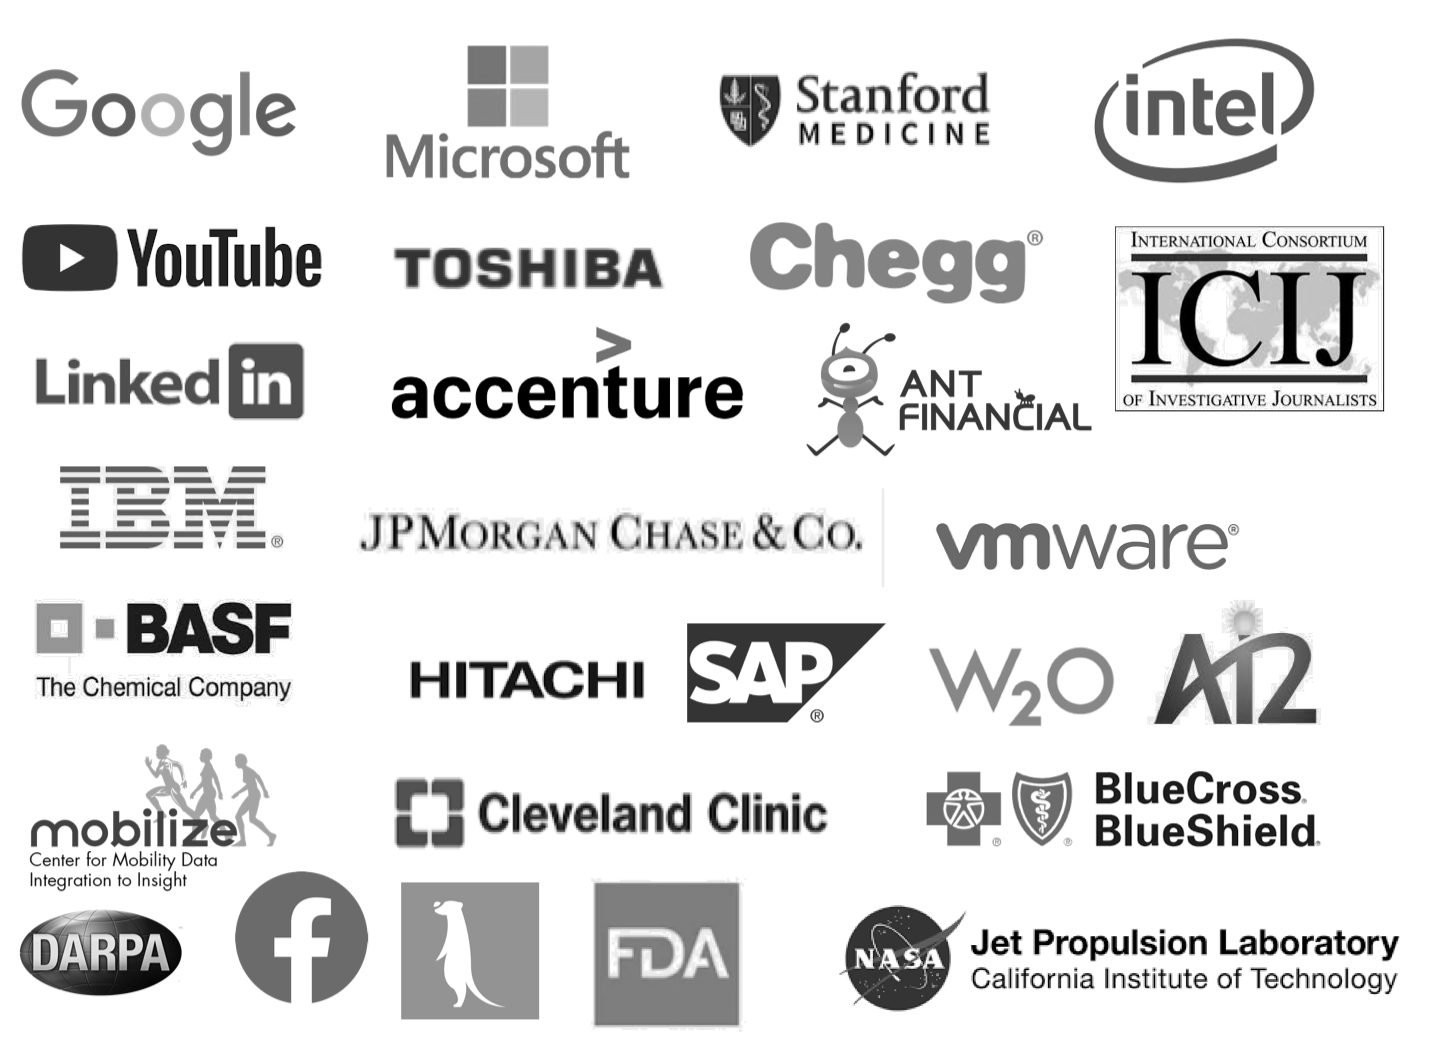 Google
Microsoft
Stanford
MEDICINE
intel
YouTube
TOSHIBA
Chegg®
INTERNATIONAL CONSORTIUM
ICIJ
OF INVESTIGATIVE JOURNALISTS
Linked in
>
accenture
ANT
FINANCIAL
IBM®
JPMORGAN CHASE & CO.
vmware®
BASF
The Chemical Company
HITACHI
SAP®
W2O
AI2
mobilize
Center for Mobility Data
Integration to Insight
Cleveland Clinic
® ®
BlueCross®
BlueShield®
DARPA
f
FDA
NASA
Jet Propulsion Laboratory
California Institute of Technology